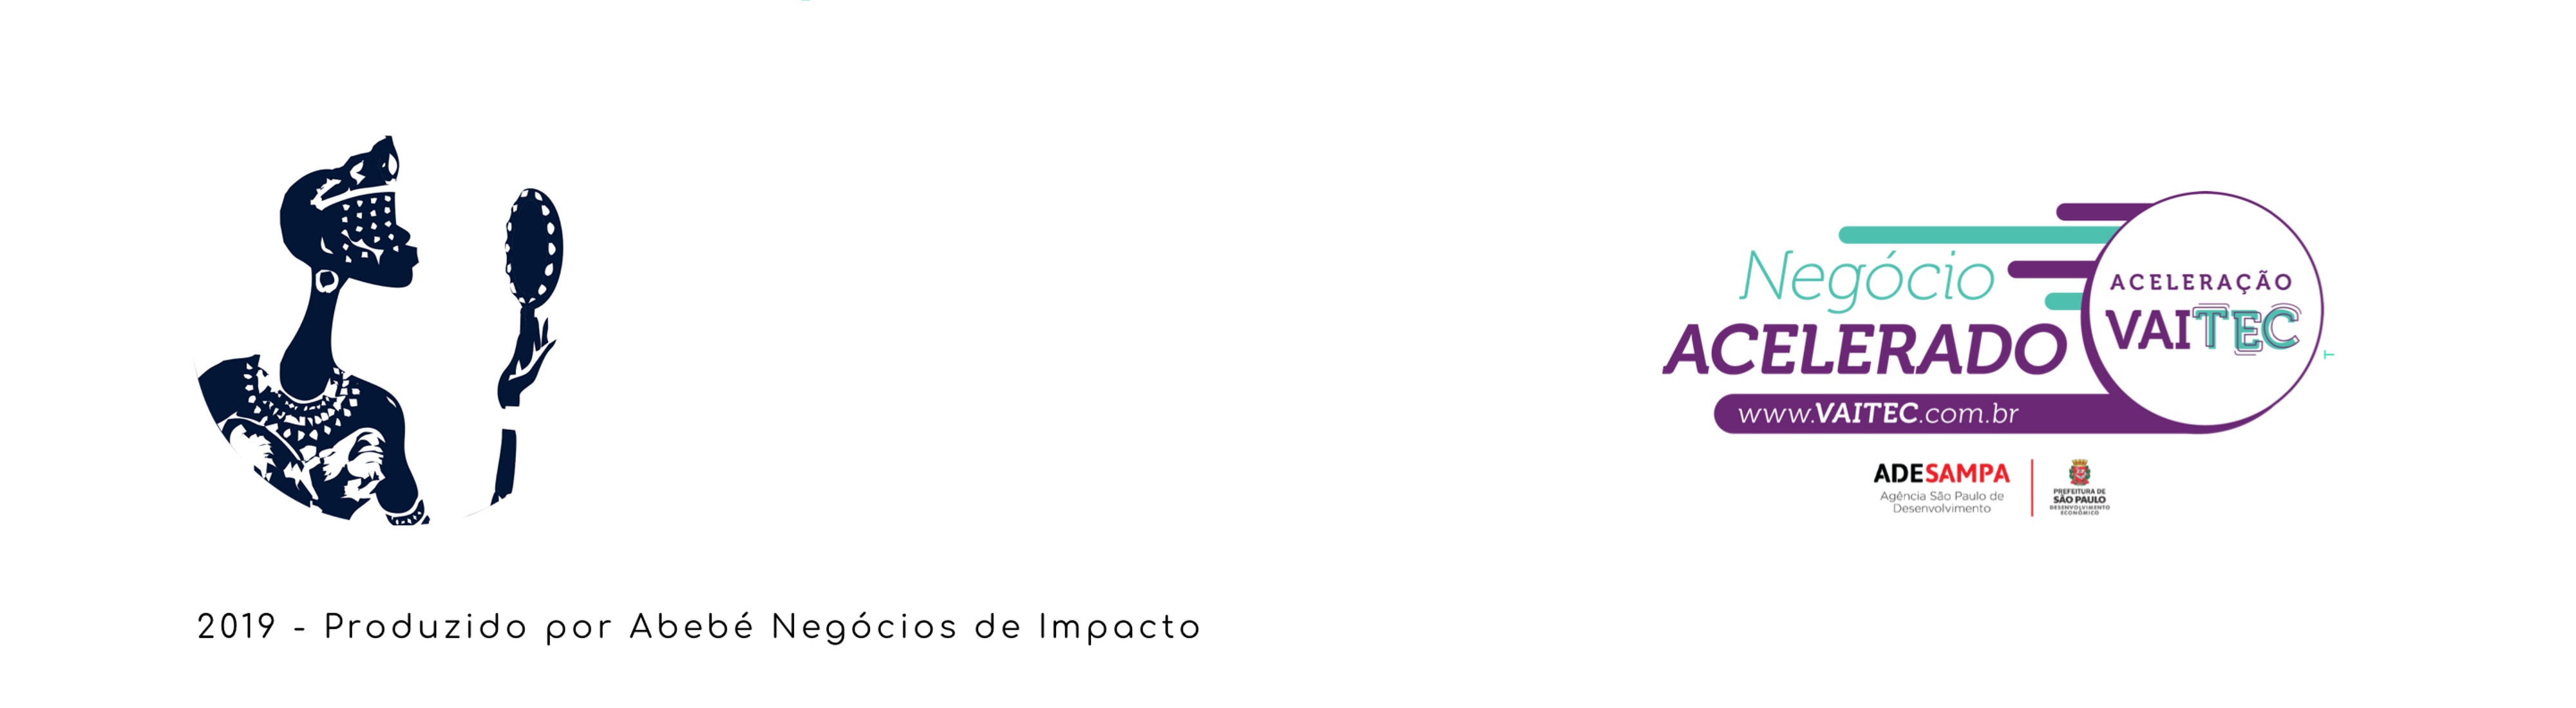 Negócio
ACELERADO
ACELERAÇÃO
VAITEC
www.VAITEC.com.br
ADESAMPA
Agência São Paulo de
Desenvolvimento
PREFEITURA DE
SÃO PAULO
DESENVOLVIMENTO
ECONÔMICO
2019 - Produzido por Abebé Negócios de Impacto